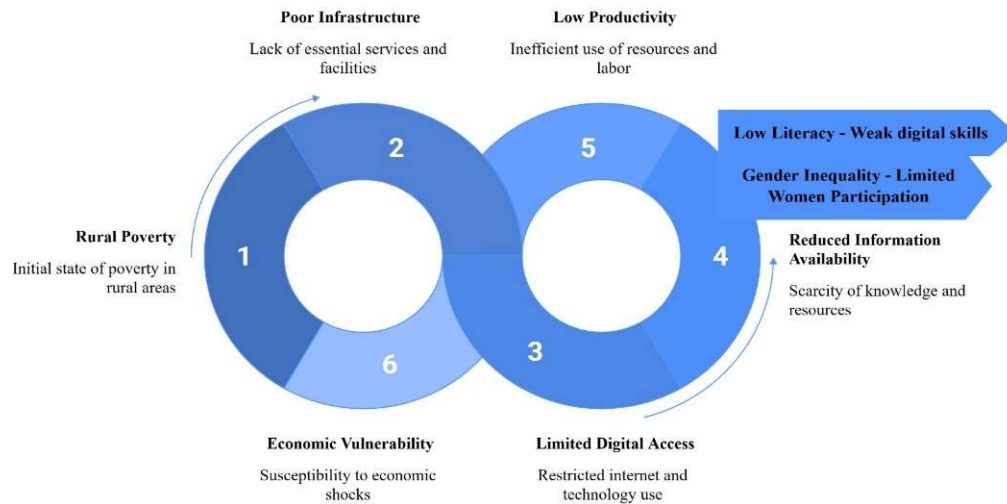 Poor Infrastructure
Lack of essential services and
facilities
Low Productivity
Inefficient use of resources and
labor
2
5
Low Literacy - Weak digital skills
Gender Inequality - Limited
Women Participation
Rural Poverty
Initial state of poverty in
rural areas
1
4
Reduced Information
Availability
Scarcity of knowledge and
resources
6
3
Economic Vulnerability
Susceptibility to economic
shocks
Limited Digital Access
Restricted internet and
technology use